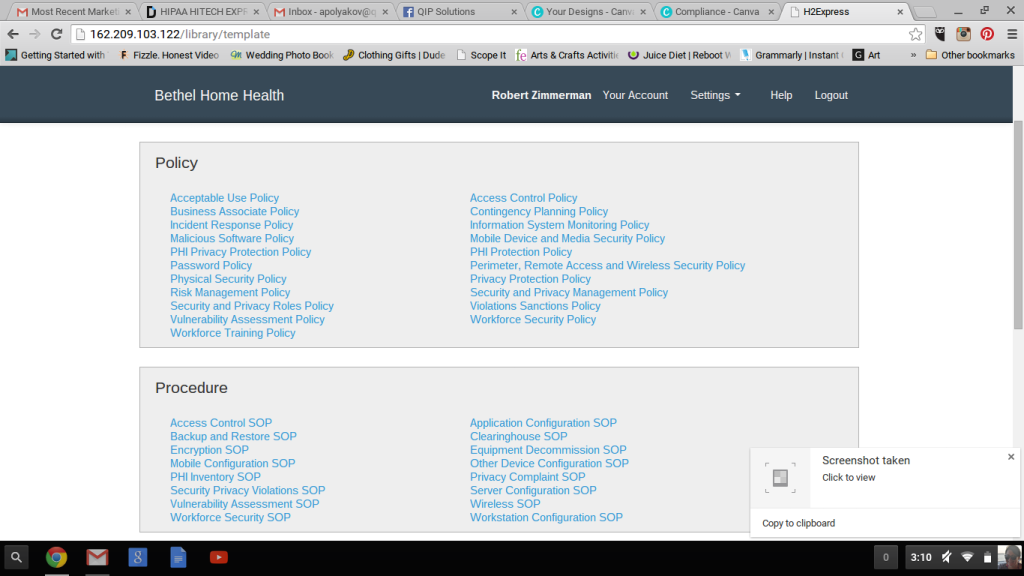 Most Recent Marketi
HIPAA HITECH EXPR
Inbox - apolyakov@q
QIP Solutions
Your Designs - Canva
Compliance - Canva
H2Express
162.209.103.122/library/template
Getting Started with
Fizzle. Honest Video
Wedding Photo Book
Clothing Gifts | Dude
Scope It
Arts & Crafts Activitie
Juice Diet | Reboot W
Grammarly | Instant
Art
»
Other bookmarks
Bethel Home Health
Robert Zimmerman Your Account Settings Help Logout
Policy
Acceptable Use Policy Access Control Policy
Business Associate Policy Contingency Planning Policy
Incident Response Policy Information System Monitoring Policy
Malicious Software Policy Mobile Device and Media Security Policy
PHI Privacy Protection Policy PHI Protection Policy
Password Policy Perimeter, Remote Access and Wireless Security Policy
Physical Security Policy Privacy Protection Policy
Risk Management Policy Security and Privacy Management Policy
Security and Privacy Roles Policy Violations Sanctions Policy
Vulnerability Assessment Policy Workforce Security Policy
Workforce Training Policy
Procedure
Access Control SOP Application Configuration SOP
Backup and Restore SOP Clearinghouse SOP
Encryption SOP Equipment Decommission SOP
Mobile Configuration SOP Other Device Configuration SOP
PHI Inventory SOP Privacy Complaint SOP
Security Privacy Violations SOP Server Configuration SOP
Vulnerability Assessment SOP Wireless SOP
Workforce Security SOP Workstation Configuration SOP
Screenshot taken
Click to view
Copy to clipboard
0
3:10